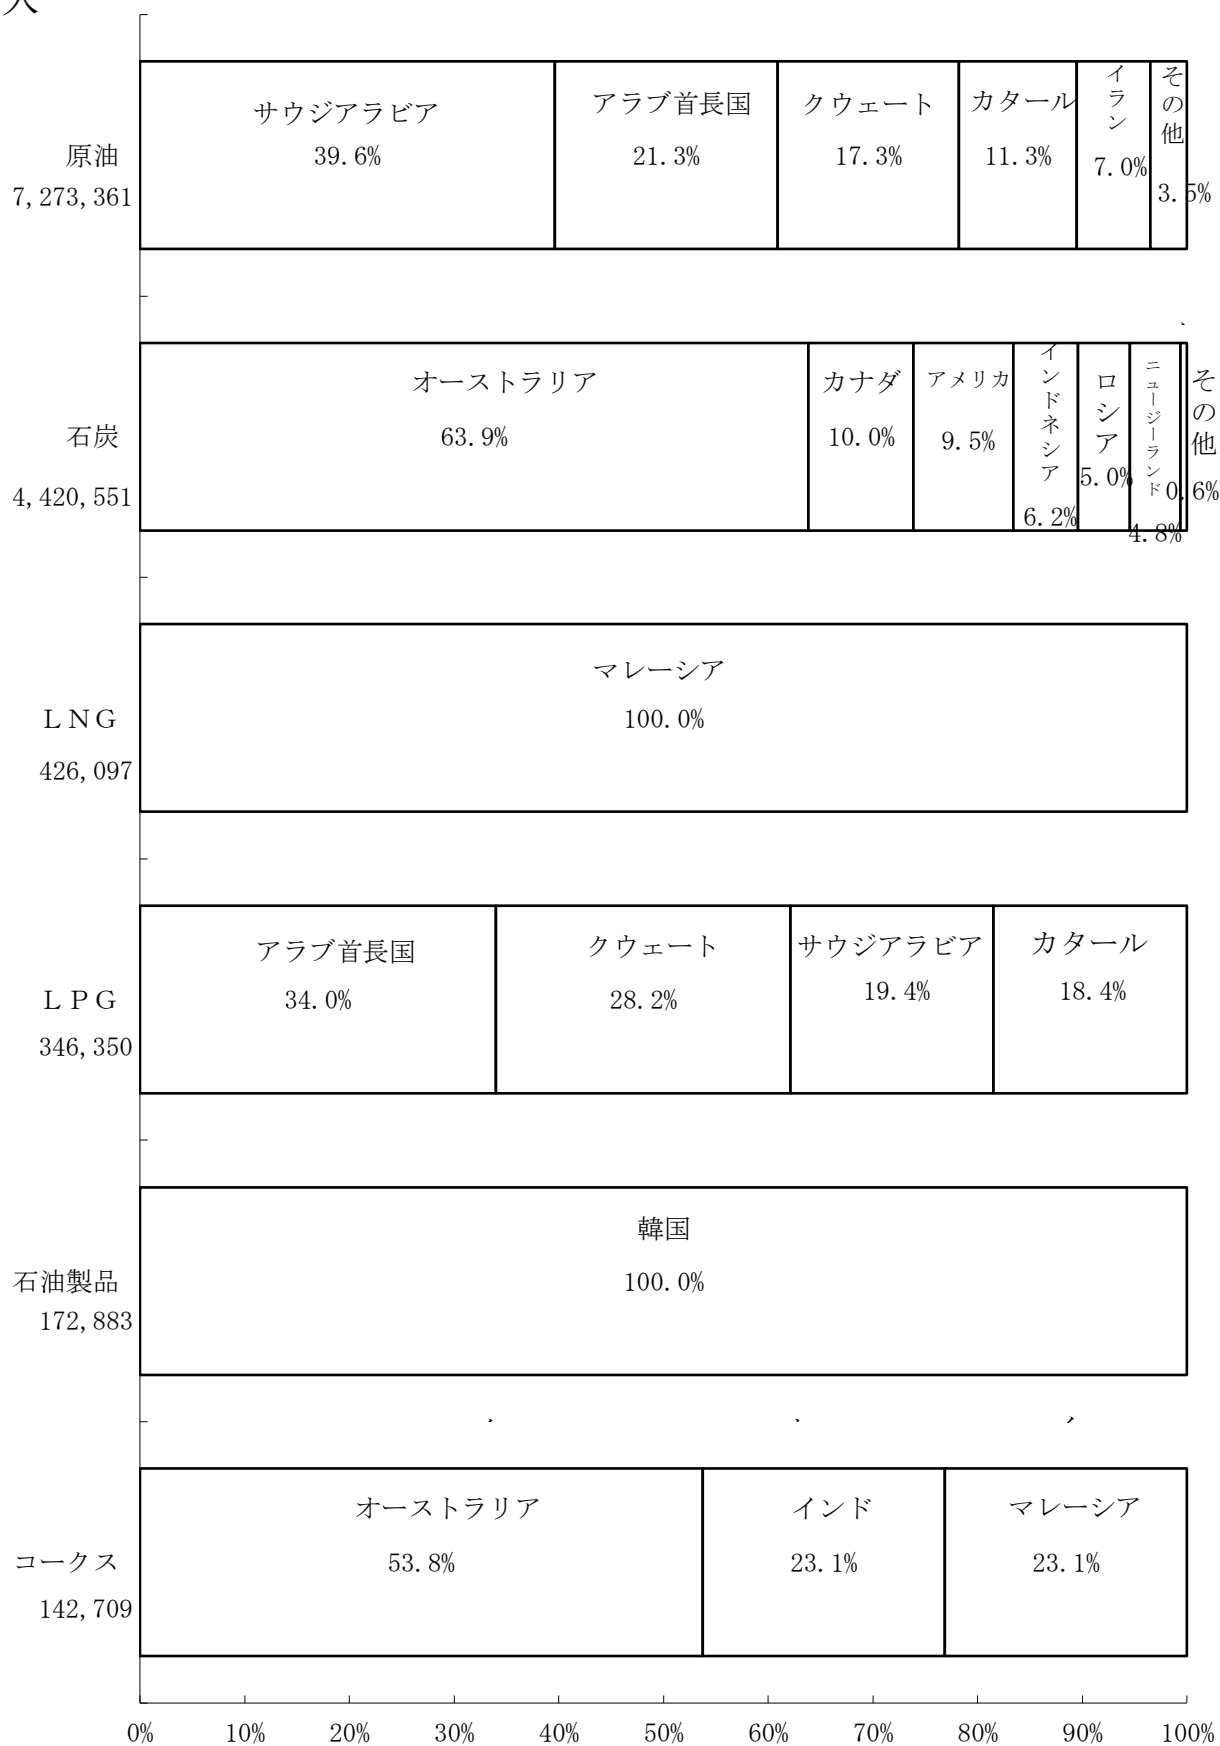 原油
7,273,361
サウジアラビア
39.6%
アラブ首長国
21.3%
クウェート
17.3%
カタール
11.3%
イラン
7.0%
その他
3.5%
石炭
4,420,551
オーストラリア
63.9%
カナダ
10.0%
アメリカ
9.5%
インドネシア
6.2%
ロシア
5.0%
ニュージーランド
4.8%
その他
0.6%
ＬＮＧ
426,097
マレーシア
100.0%
ＬＰＧ
346,350
アラブ首長国
34.0%
クウェート
28.2%
サウジアラビア
19.4%
カタール
18.4%
石油製品
172,883
韓国
100.0%
コークス
142,709
オーストラリア
53.8%
インド
23.1%
マレーシア
23.1%
0% 10% 20% 30% 40% 50% 60% 70% 80% 90% 100%